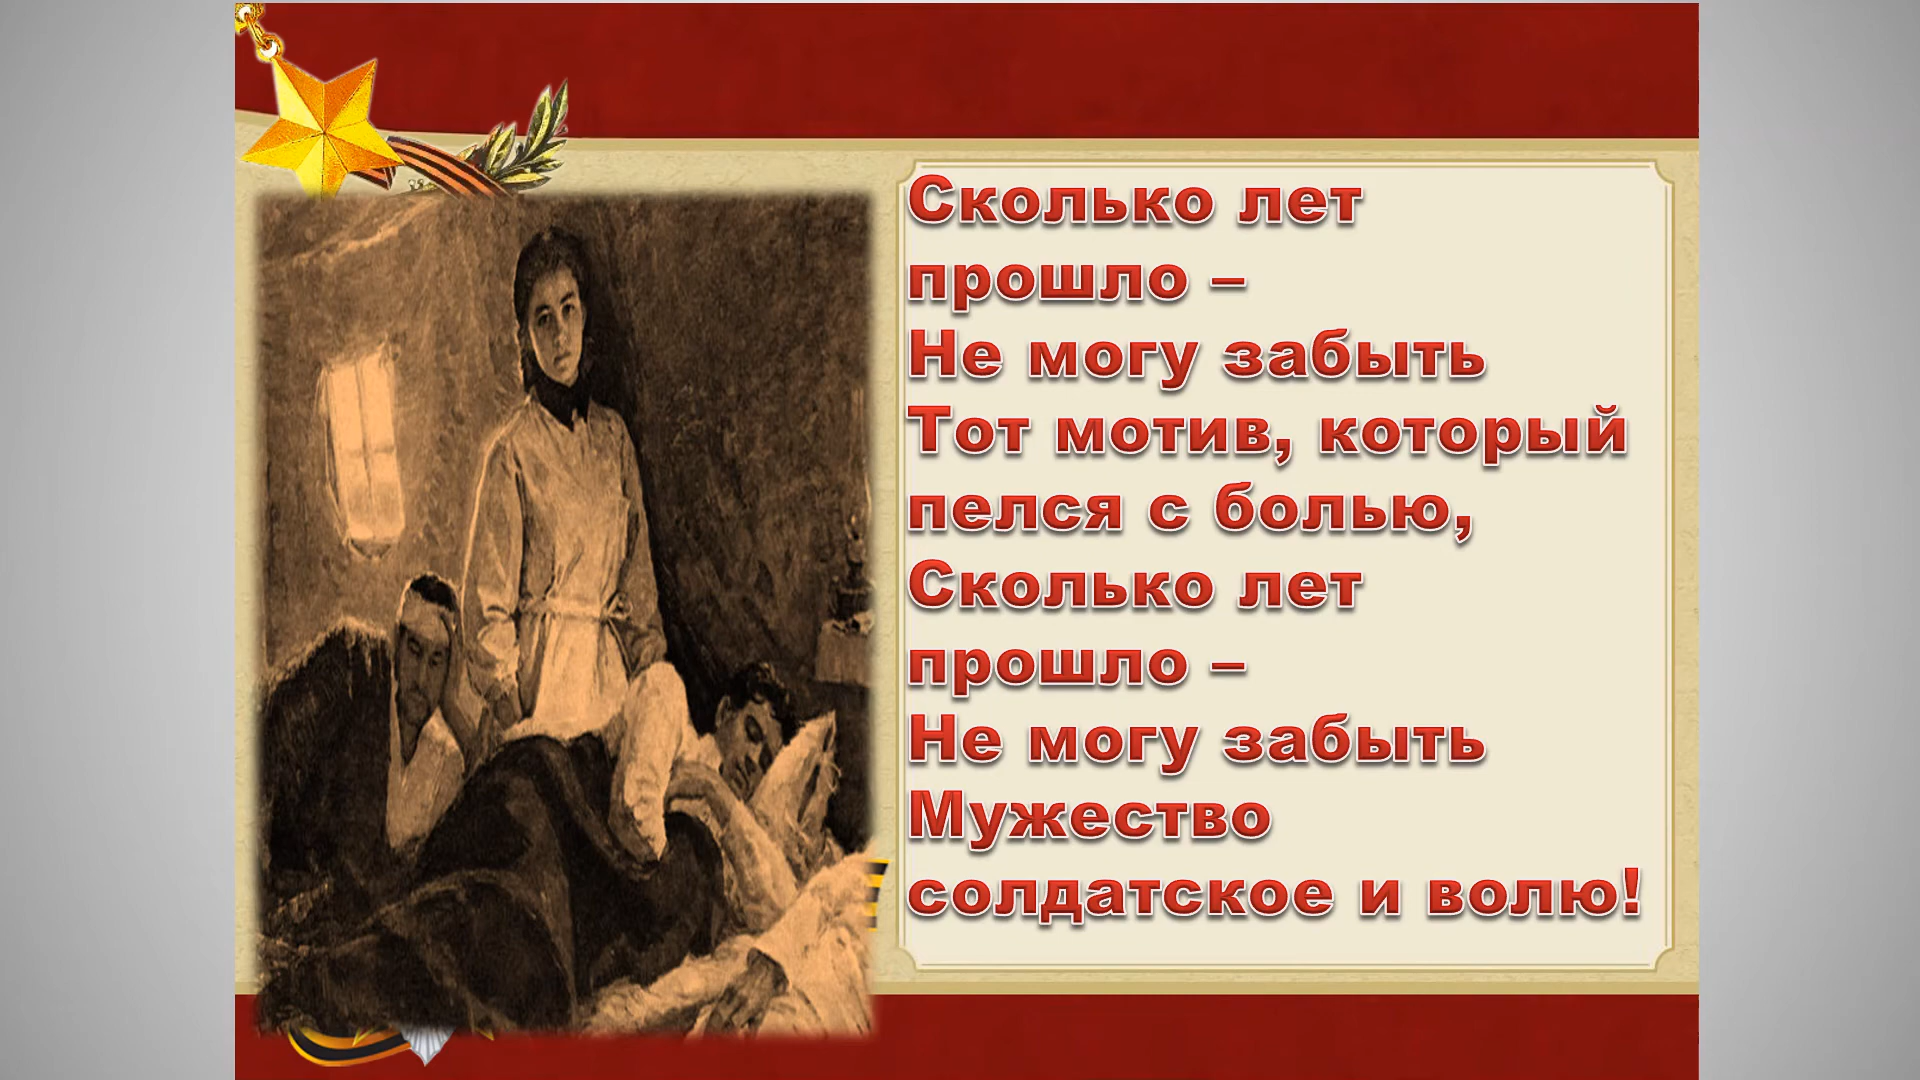 Сколько лет
прошло –
Не могу забыть
Тот мотив, который
пелся с болью,
Сколько лет
прошло –
Не могу забыть
Мужество
солдатское и волю!